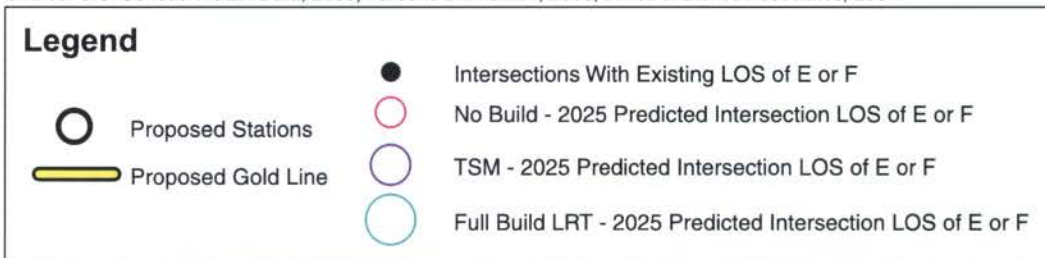 Legend
Intersections With Existing LOS of E or F
No Build - 2025 Predicted Intersection LOS of E or F
Proposed Stations
TSM - 2025 Predicted Intersection LOS of E or F
Proposed Gold Line
Full Build LRT - 2025 Predicted Intersection LOS of E or F